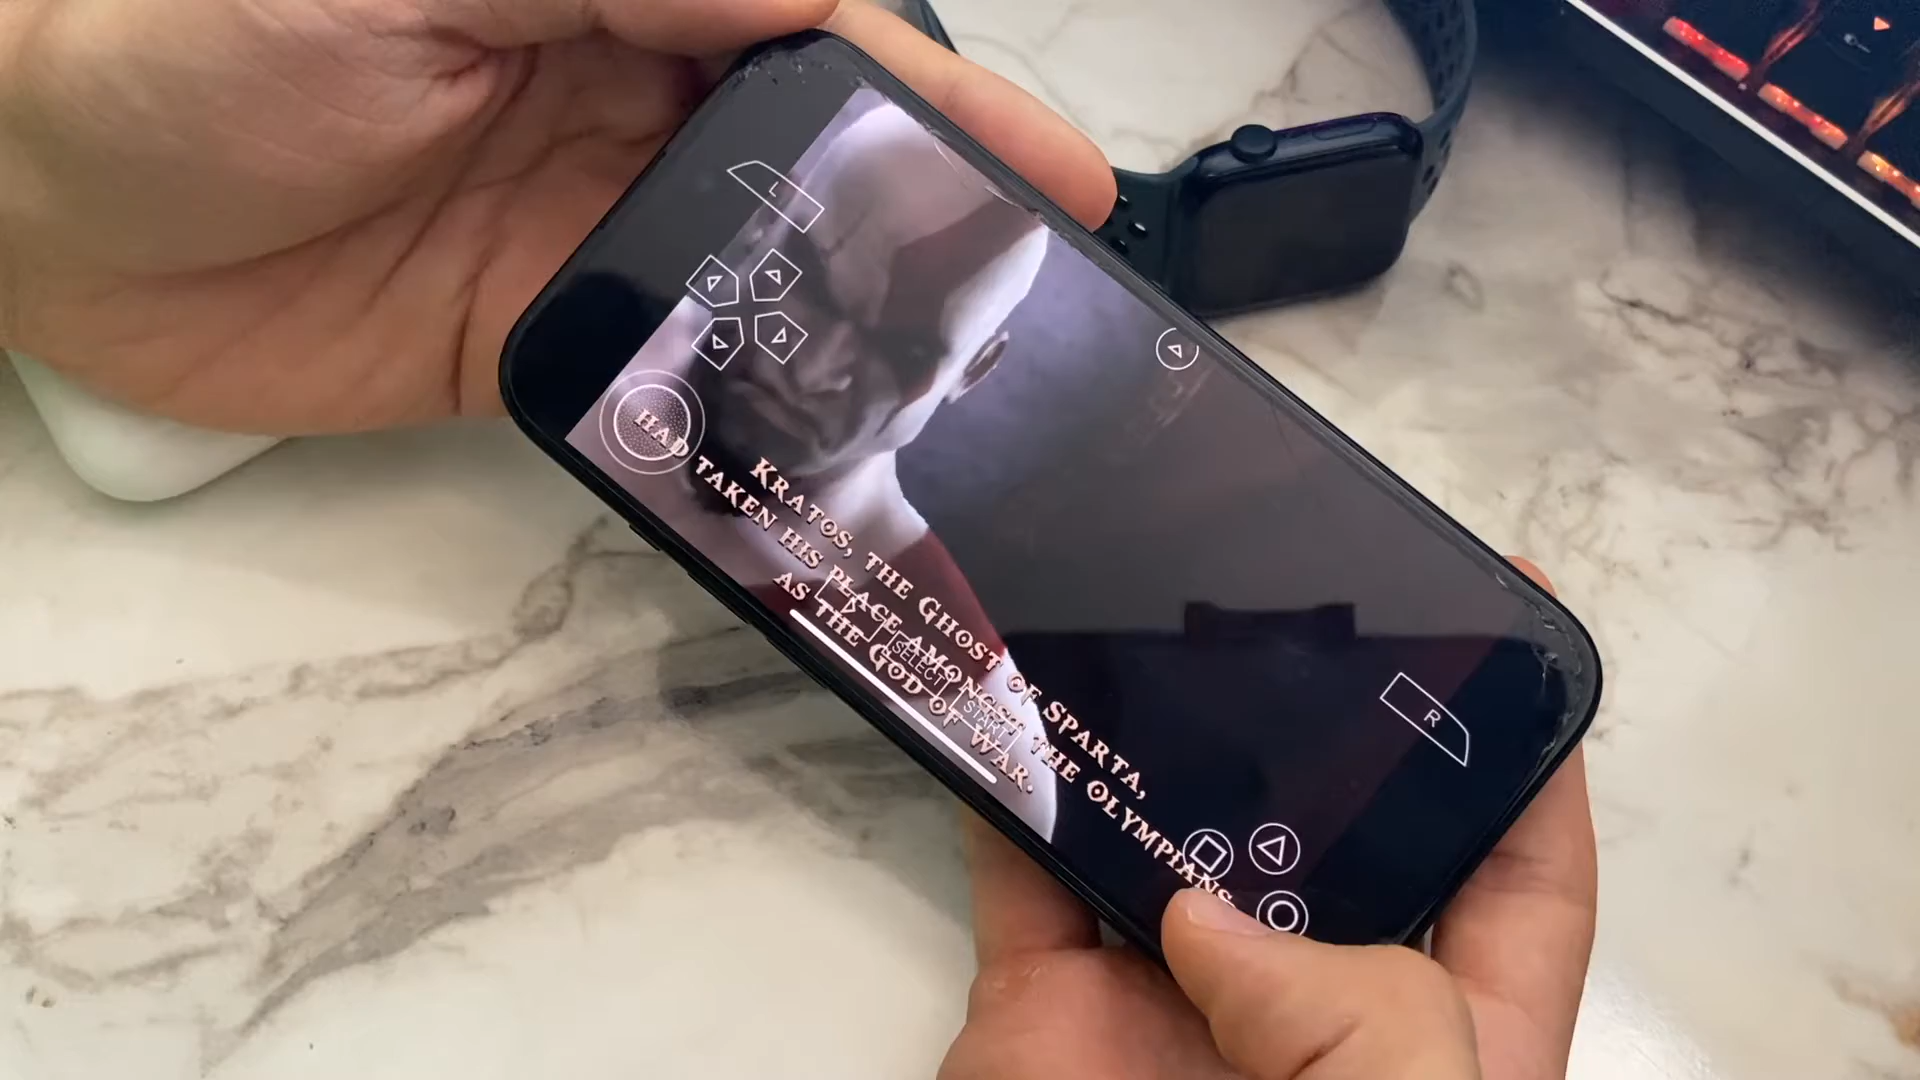 L
Kratos, the Ghost of Sparta,
had taken his place amongst the Olympians
as the God of War.
SELECT
START
R